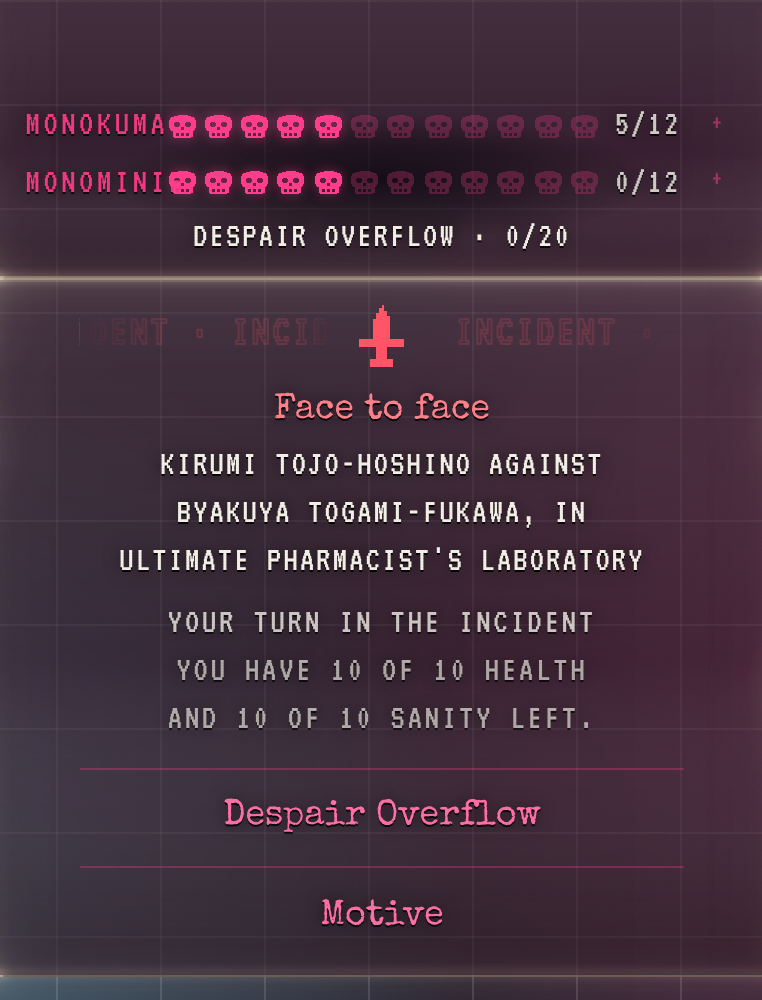 MONOKUMA 5/12 +
MONOMINI 0/12 +
DESPAIR OVERFLOW · 0/20
DENT · INCID INCIDENT ·
Face to face
KIRUMI TOJO-HOSHINO AGAINST
BYAKUYA TOGAMI-FUKAWA, IN
ULTIMATE PHARMACIST'S LABORATORY
YOUR TURN IN THE INCIDENT
YOU HAVE 10 OF 10 HEALTH
AND 10 OF 10 SANITY LEFT.
Despair Overflow
Motive